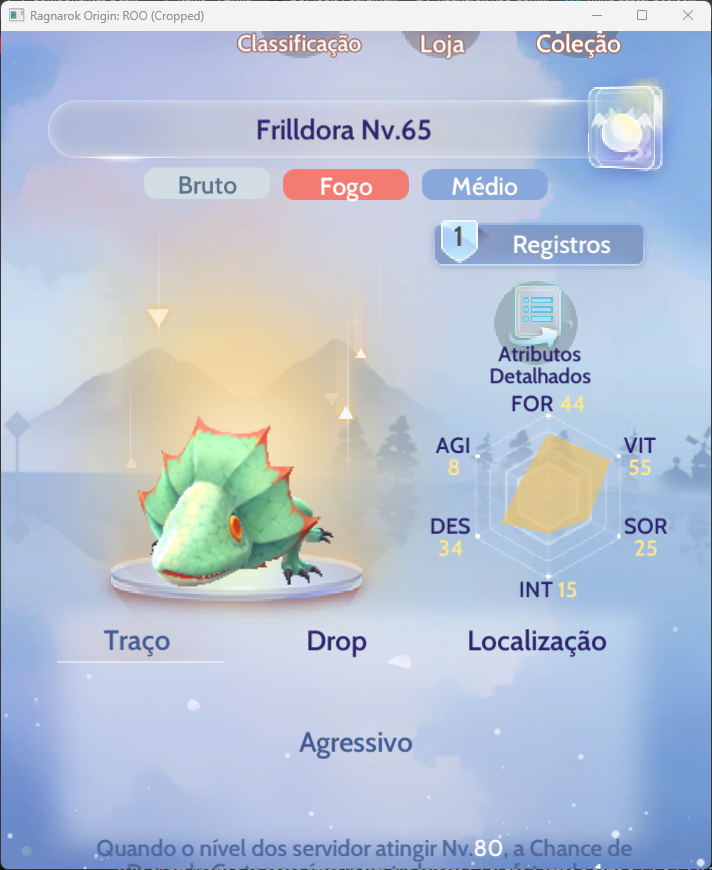 Ragnarok Origin: ROO (Cropped)
Classificação Loja Coleção
Frilldora Nv.65
Bruto Fogo Médio
1 Registros
Atributos
Detalhados
FOR 44
AGI VIT
8 55
DES SOR
34 25
INT 15
Traço Drop Localização
Agressivo
Quando o nível dos servidor atingir Nv.80, a Chance de